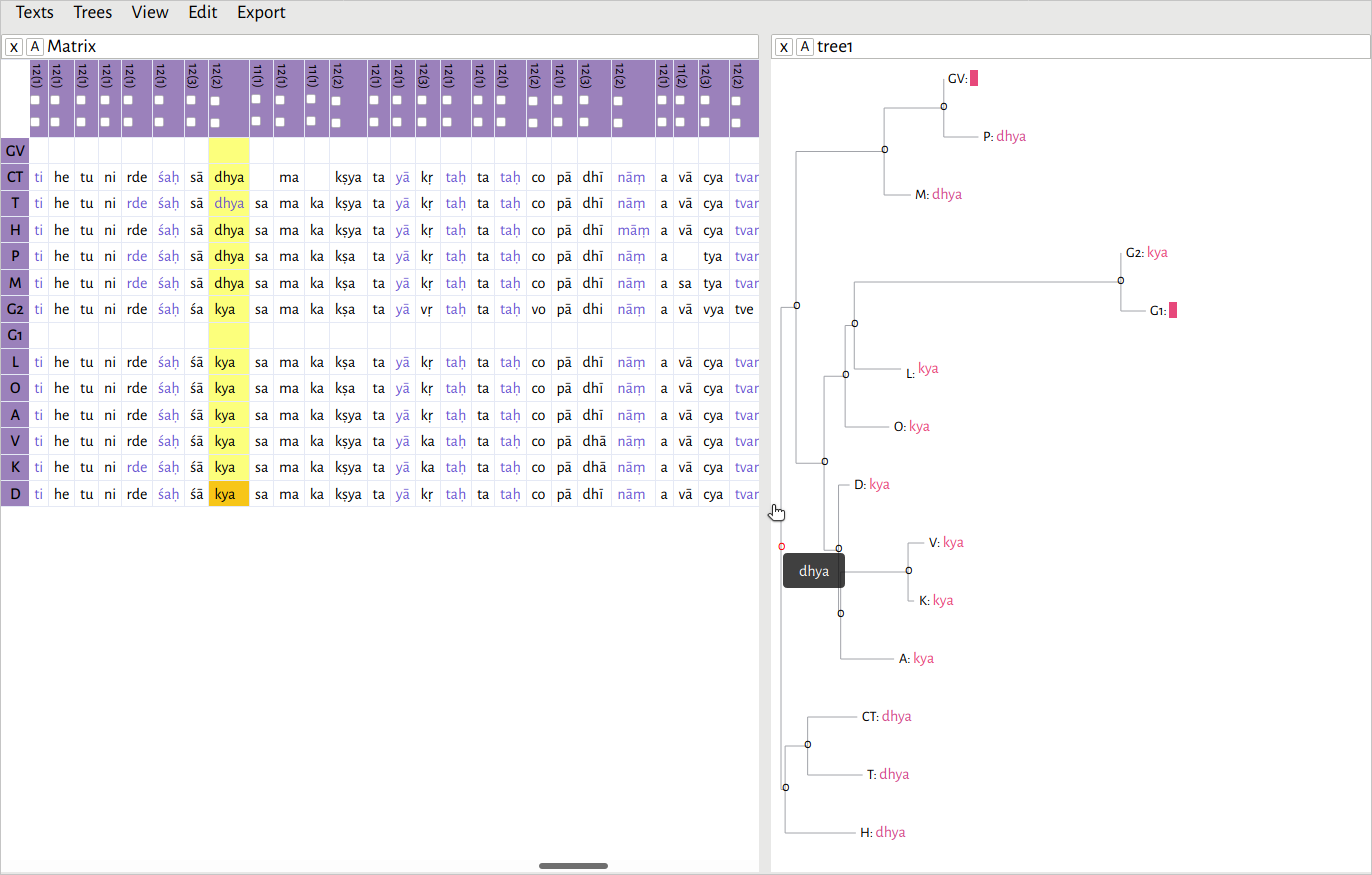 Texts Trees View Edit Export
x A Matrix
x A tree1
12(1) 12(1) 12(1) 12(1) 12(1) 12(1) 12(3) 12(2) 11(1) 12(1) 11(1) 12(2) 12(1) 12(1) 12(3) 12(1) 12(1) 12(1) 12(2) 12(1) 12(3) 12(2) 12(1) 11(2) 12(3) 12(2)
GV
CT ti he tu ni rde śaḥ sā dhya ma kṣya ta yā kṛ taḥ ta taḥ co pā dhī nāṃ a vā cya tvar
T ti he tu ni rde śaḥ sā dhya sa ma ka kṣya ta yā kṛ taḥ ta taḥ co pā dhī nāṃ a vā cya tvar
H ti he tu ni rde śaḥ sā dhya sa ma ka kṣya ta yā kṛ taḥ ta taḥ co pā dhī māṃ a vā cya tvar
P ti he tu ni rde śaḥ sā dhya sa ma ka kṣa ta yā kṛ taḥ ta taḥ co pā dhī nāṃ a tya tvar
M ti he tu ni rde śaḥ sā dhya sa ma ka kṣa ta yā kṛ taḥ ta taḥ co pā dhī nāṃ a sa tya tvar
G2 ti he tu ni rde śaḥ śa kya sa ma ka kṣa ta yā vṛ taḥ ta taḥ vo pā dhi nāṃ a vā vya tve
G1
L ti he tu ni rde śaḥ śā kya sa ma ka kṣa ta yā kṛ taḥ ta taḥ co pā dhī nāṃ a vā cya tvar
O ti he tu ni rde śaḥ śā kya sa ma ka kṣa ta yā kṛ taḥ ta taḥ co pā dhī nāṃ a vā cya tvar
A ti he tu ni rde śaḥ śā kya sa ma ka kṣya ta yā kṛ taḥ ta taḥ co pā dhī nāṃ a vā cya tvar
V ti he tu ni rde śaḥ śā kya sa ma ka kṣya ta yā ka taḥ ta taḥ co pā dhā nāṃ a vā cya tvar
K ti he tu ni rde śaḥ śā kya sa ma ka kṣya ta yā ka taḥ ta taḥ co pā dhā nāṃ a vā cya tvar
D ti he tu ni rde śaḥ śā kya sa ma ka kṣya ta yā kṛ taḥ ta taḥ co pā dhī nāṃ a vā cya tvar
GV:
P: dhya
M: dhya
G2: kya
G1:
L: kya
O: kya
D: kya
V: kya
dhya
K: kya
A: kya
CT: dhya
T: dhya
H: dhya